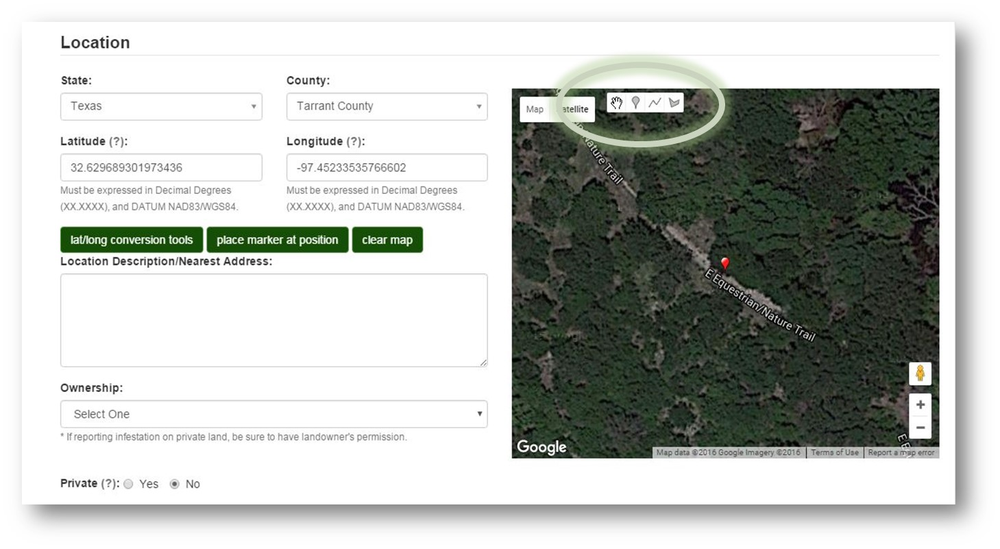 Location
State:
County:
Texas
Tarrant County
Latitude (?):
Longitude (?):
32.629689301973436
-97.45233535766602
Must be expressed in Decimal Degrees
(XX.XXXX), and DATUM NAD83/WGS84.
Must be expressed in Decimal Degrees
(XX.XXXX), and DATUM NAD83/WGS84.
lat/long conversion tools
place marker at position
clear map
Location Description/Nearest Address:
Ownership:
Select One
* If reporting infestation on private land, be sure to have landowner's permission.
Private (?):
Yes
No
Map
Satellite
Nature Trail
E Equestrian/Nature Trail
Google
Map data ©2016 Google Imagery ©2016
Terms of Use
Report a map error